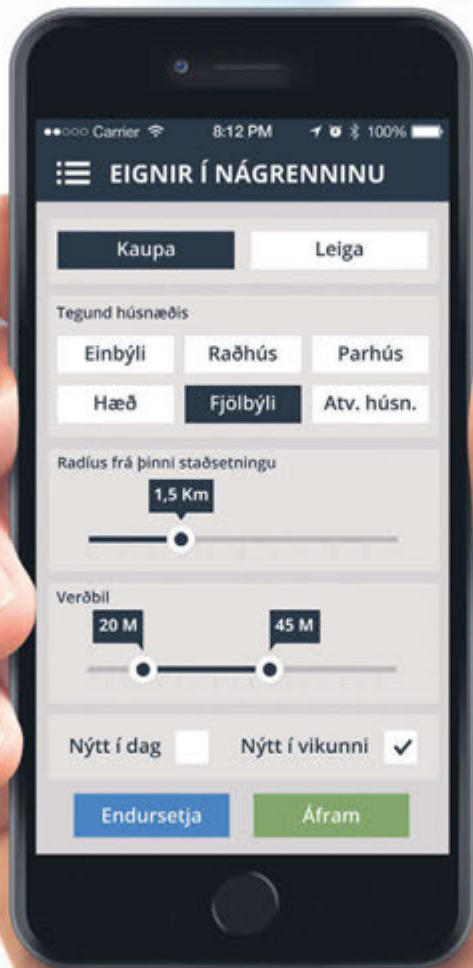 Carrier 8:12 PM 100%
EIGNIR Í NÁGRENNINU
Kaupa Leiga
Tegund húsnæðis
Einbýli Raðhús Parhús
Hæð Fjölbýli Atv. húsn.
Radíus frá þinni staðsetningu
1,5 Km
Verðbil
20 M 45 M
Nýtt í dag Nýtt í vikunni
Endursetja Áfram